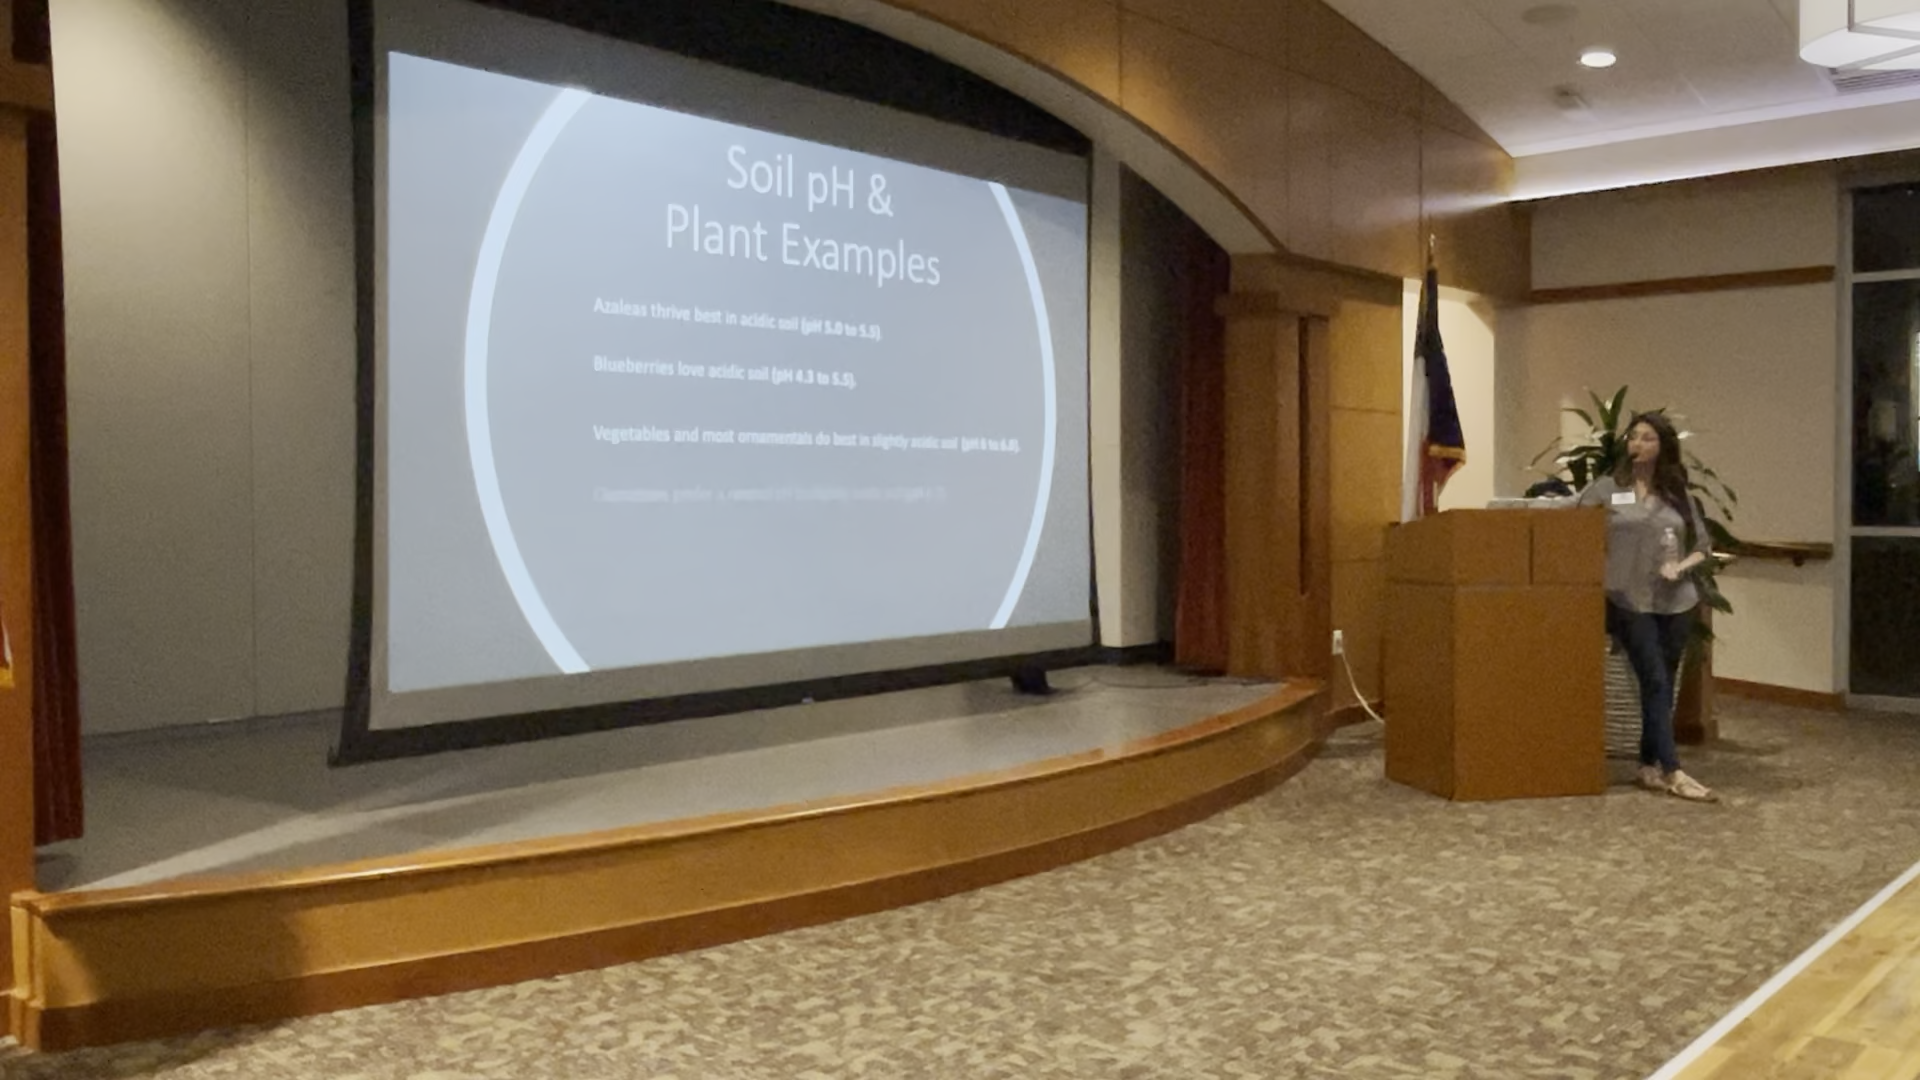 Soil pH &
Plant Examples
Azaleas thrive best in acidic soil (pH 5.0 to 5.5).
Blueberries love acidic soil (pH 4.3 to 5.5).
Vegetables and most ornamentals do best in slightly acidic soil (pH 6 to 6.8).
prefer a